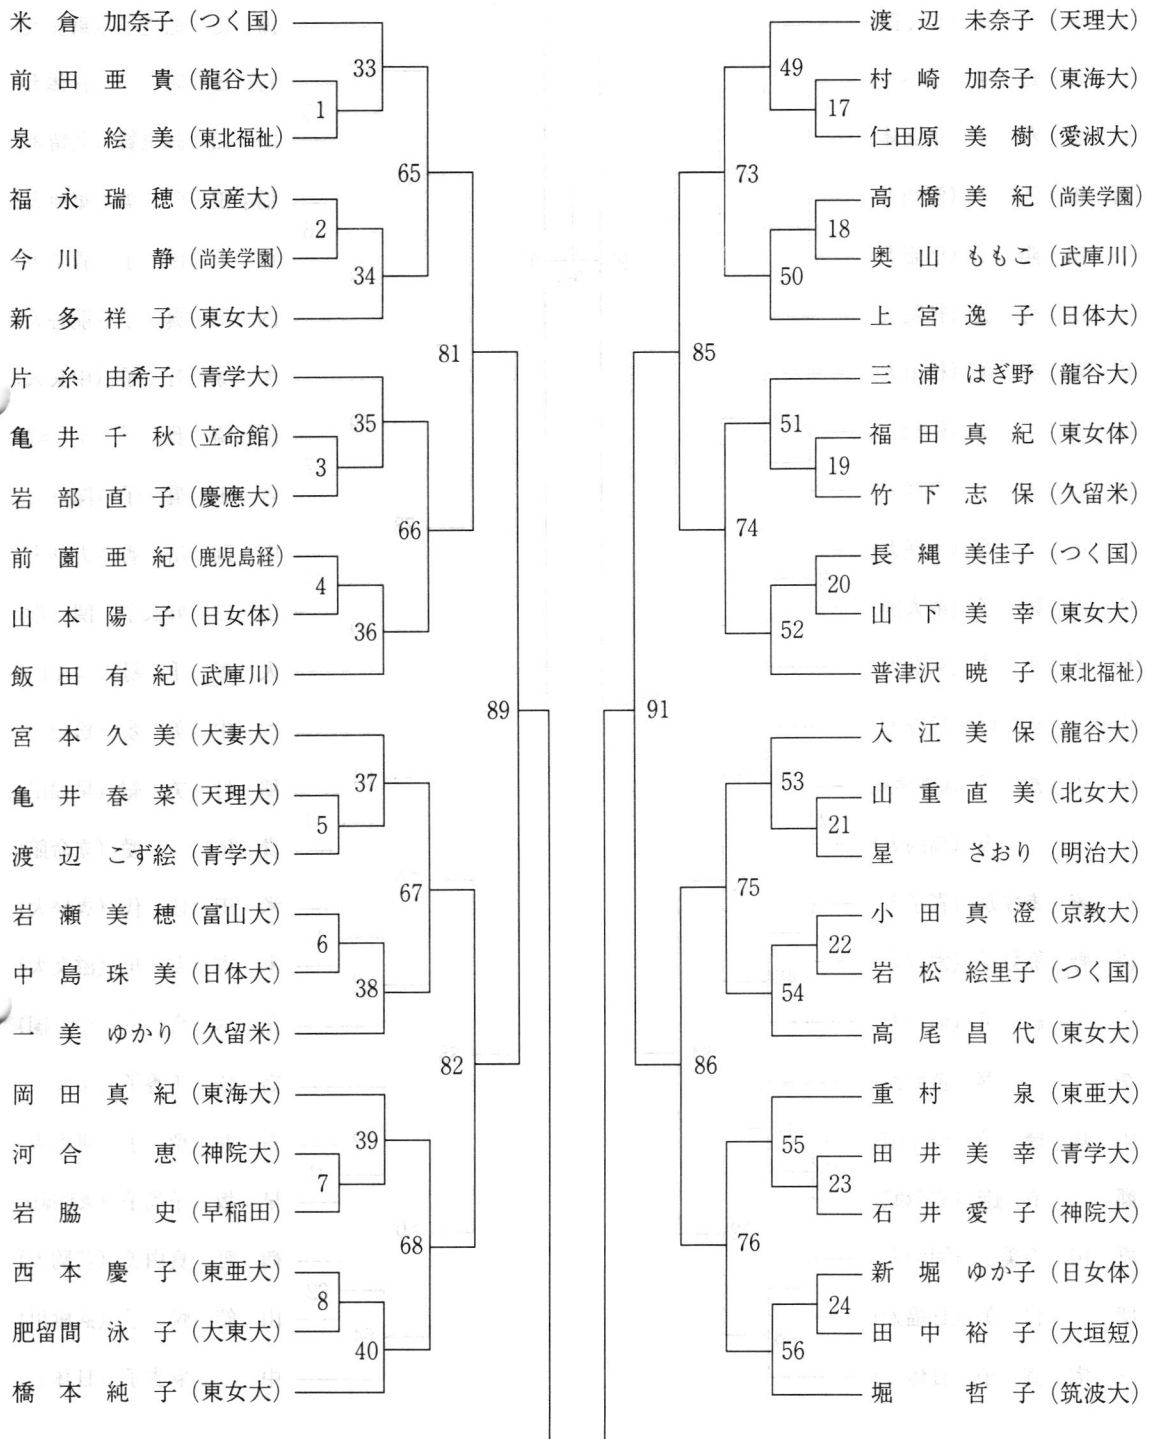 米倉 加奈子（つく国）
33
前田亜貴（龍谷大）
1
泉 絵美（東北福祉）
65
福永瑞穂（京産大）
2
今川 静（尚美学園）
34
新多祥子（東女大）
81
片糸由希子（青学大）
35
亀井千秋（立命館）
3
岩部直子（慶應大）
66
前薗亜紀（鹿児島経）
4
山本陽子（日女体）
36
飯田有紀（武庫川）
89
宮本久美（大妻大）
37
亀井春菜（天理大）
5
渡辺こず絵（青学大）
67
岩瀬美穂（富山大）
6
中島珠美（日体大）
38
一美ゆかり（久留米）
82
岡田真紀（東海大）
39
河合 恵（神院大）
7
岩脇 史（早稲田）
68
西本慶子（東亜大）
8
肥留間泳子（大東大）
40
橋本純子（東女大）
渡辺未奈子（天理大）
49
村崎加奈子（東海大）
17
仁田原美樹（愛淑大）
73
高橋美紀（尚美学園）
18
奥山ももこ（武庫川）
50
上宮逸子（日体大）
85
三浦はぎ野（龍谷大）
51
福田真紀（東女体）
19
竹下志保（久留米）
74
長縄美佳子（つく国）
20
山下美幸（東女大）
52
普津沢暁子（東北福祉）
91
入江美保（龍谷大）
53
山重直美（北女大）
21
星 さおり（明治大）
75
小田真澄（京教大）
22
岩松絵里子（つく国）
54
高尾昌代（東女大）
86
重村 泉（東亜大）
55
田井美幸（青学大）
23
石井愛子（神院大）
76
新堀ゆか子（日女体）
24
田中裕子（大垣短）
56
堀 哲子（筑波大）